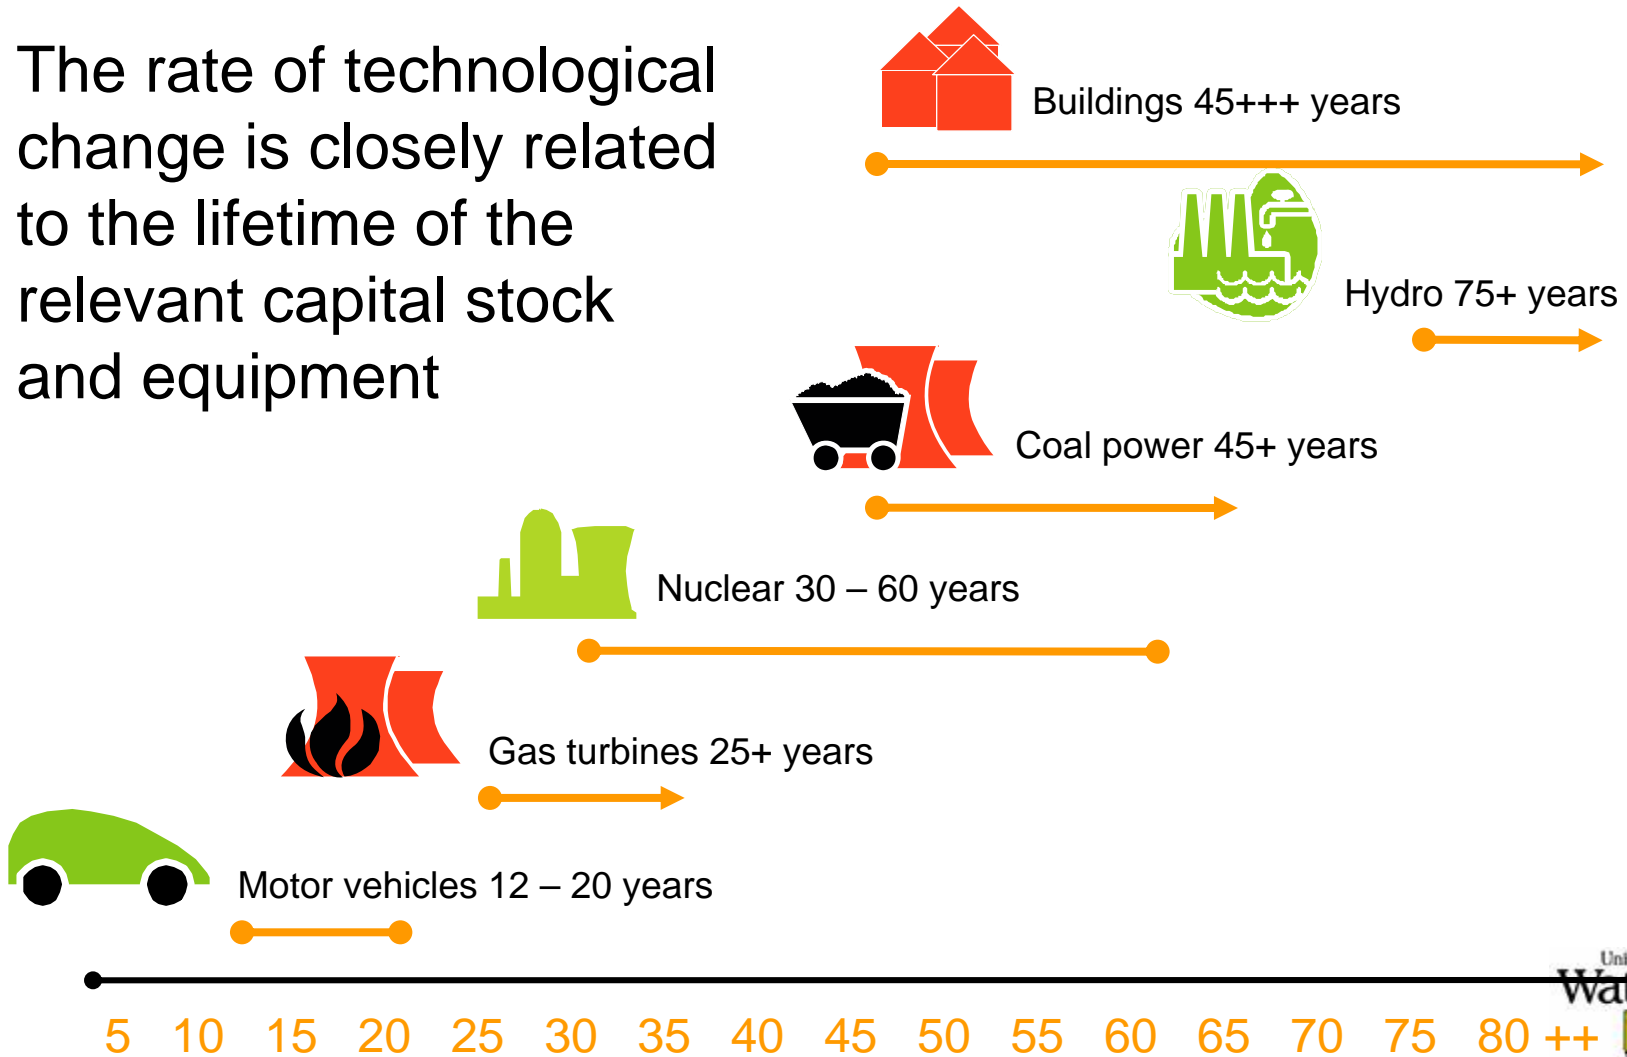 The rate of technological
change is closely related
to the lifetime of the
relevant capital stock
and equipment
Buildings 45+++ years
Hydro 75+ years
Coal power 45+ years
Nuclear 30 – 60 years
Gas turbines 25+ years
Motor vehicles 12 – 20 years
5 10 15 20 25 30 35 40 45 50 55 60 65 70 75 80 ++